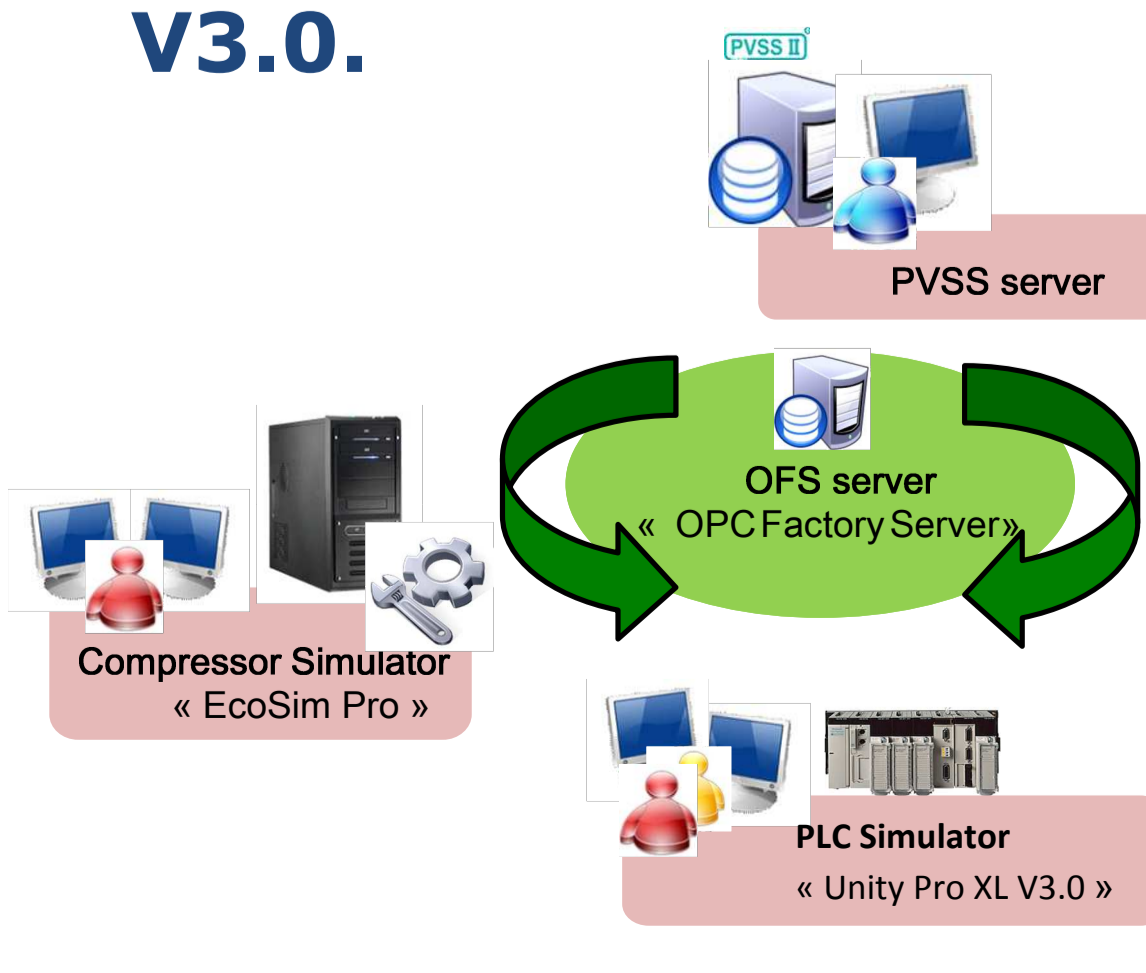 V3.0.
PVSS II
PVSS server
OFS server
« OPC Factory Server»
Compressor Simulator
« EcoSim Pro »
PLC Simulator
« Unity Pro XL V3.0 »